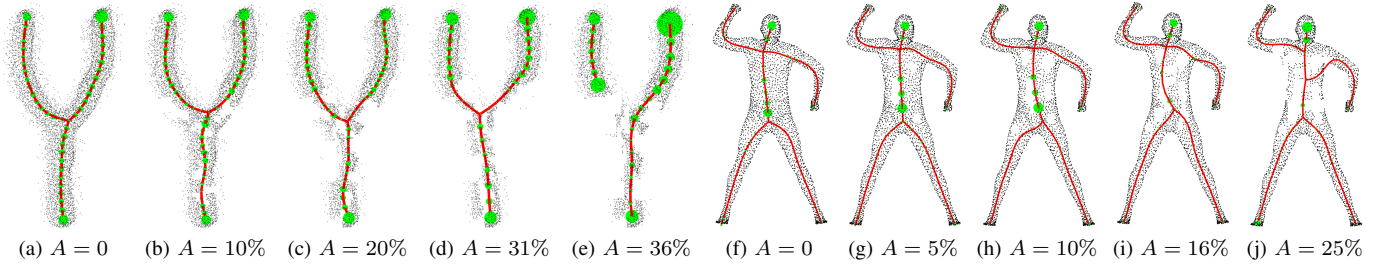 (a) A = 0 (b) A = 10% (c) A = 20% (d) A = 31% (e) A = 36% (f) A = 0 (g) A = 5% (h) A = 10% (i) A = 16% (j) A = 25%